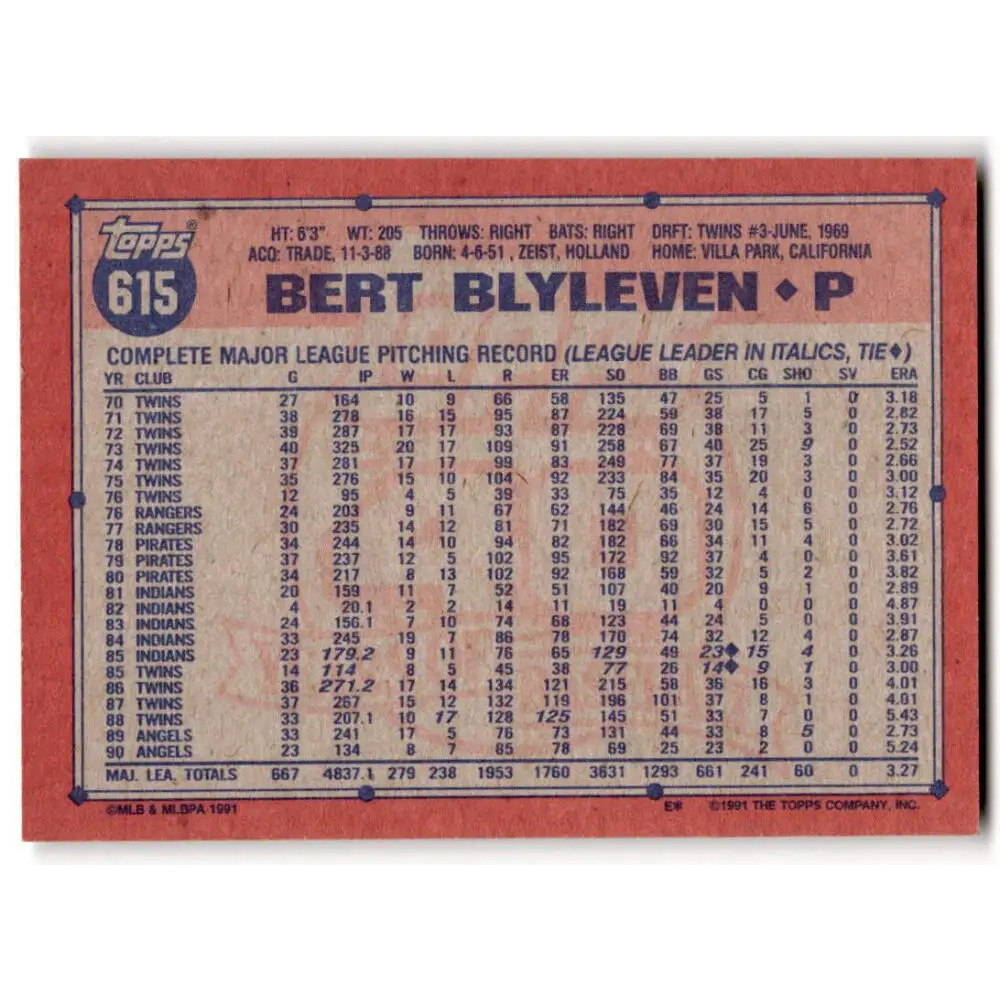 topps®
615
HT: 6'3" WT: 205 THROWS: RIGHT BATS: RIGHT DRFT: TWINS #3-JUNE, 1969
ACQ: TRADE, 11-3-88 BORN: 4-6-51, ZEIST, HOLLAND HOME: VILLA PARK, CALIFORNIA
BERT BLYLEVEN ◆ P
COMPLETE MAJOR LEAGUE PITCHING RECORD (LEAGUE LEADER IN ITALICS, TIE◆)
YR CLUB G IP W L R ER SO BB GS CG SHO SV ERA
70 TWINS 27 164 10 9 66 58 135 47 25 5 1 0 3.18
71 TWINS 38 278 16 15 95 87 224 59 38 17 5 0 2.82
72 TWINS 39 287 17 17 93 87 228 69 38 11 3 0 2.73
73 TWINS 40 325 20 17 109 91 258 67 40 25 9 0 2.52
74 TWINS 37 281 17 17 99 83 249 77 37 19 3 0 2.66
75 TWINS 35 276 15 10 104 92 233 84 35 20 3 0 3.00
76 TWINS 12 95 4 5 39 33 75 35 12 4 0 0 3.12
76 RANGERS 24 203 9 11 67 62 144 46 24 14 6 0 2.76
77 RANGERS 30 235 14 12 81 71 182 69 30 15 5 0 2.72
78 PIRATES 34 244 14 10 94 82 182 66 34 11 4 0 3.02
79 PIRATES 37 237 12 5 102 95 172 92 37 4 0 0 3.61
80 PIRATES 34 217 8 13 102 92 168 59 32 5 2 0 3.82
81 INDIANS 20 159 11 7 52 51 107 40 20 9 1 0 2.89
82 INDIANS 4 20.1 2 2 14 11 19 11 4 0 0 0 4.87
83 INDIANS 24 156.1 7 10 74 68 123 44 24 5 0 0 3.91
84 INDIANS 33 245 19 7 86 78 170 74 32 12 4 0 2.87
85 INDIANS 23 179.2 9 11 76 65 129 49 23◆ 15 4 0 3.26
85 TWINS 14 114 8 5 45 38 77 26 14◆ 9 1 0 3.00
86 TWINS 36 271.2 17 14 134 121 215 58 36 16 3 0 4.01
87 TWINS 37 267 15 12 132 119 196 101 37 8 1 0 4.01
88 TWINS 33 207.1 10 17 128 125 145 51 33 7 0 0 5.43
89 ANGELS 33 241 17 5 76 73 131 44 33 8 5 0 2.73
90 ANGELS 23 134 8 7 85 78 69 25 23 2 0 0 5.24
MAJ. LEA. TOTALS 667 4837.1 279 238 1953 1760 3631 1293 661 241 60 0 3.27
©MLB & MLBPA 1991 E* ©1991 THE TOPPS COMPANY, INC.